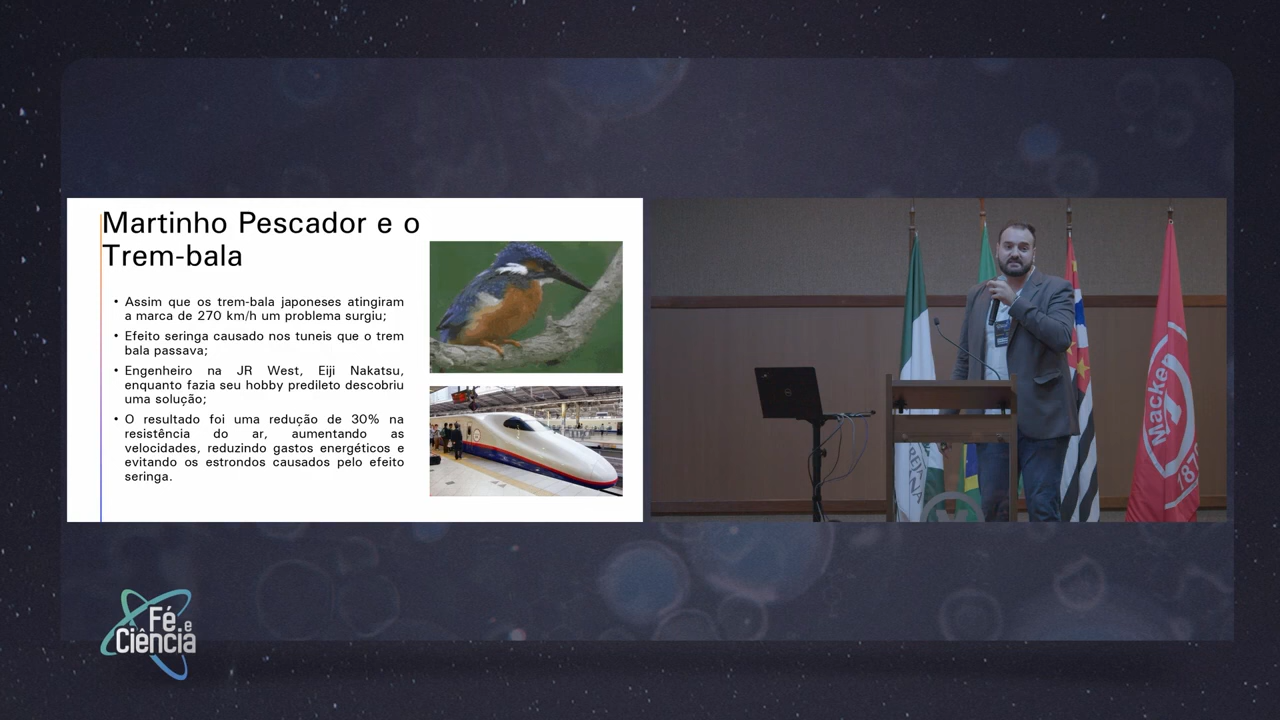 Martinho Pescador e o
Trem-bala
• Assim que os trem-bala japoneses atingiram
a marca de 270 km/h um problema surgiu;
• Efeito seringa causado nos tuneis que o trem
bala passava;
• Engenheiro na JR West, Eiji Nakatsu,
enquanto fazia seu hobby predileto descobriu
uma solução;
• O resultado foi uma redução de 30% na
resistência do ar, aumentando as
velocidades, reduzindo gastos energéticos e
evitando os estrondos causados pelo efeito
seringa.
Macken
187
Fé e
Ciência